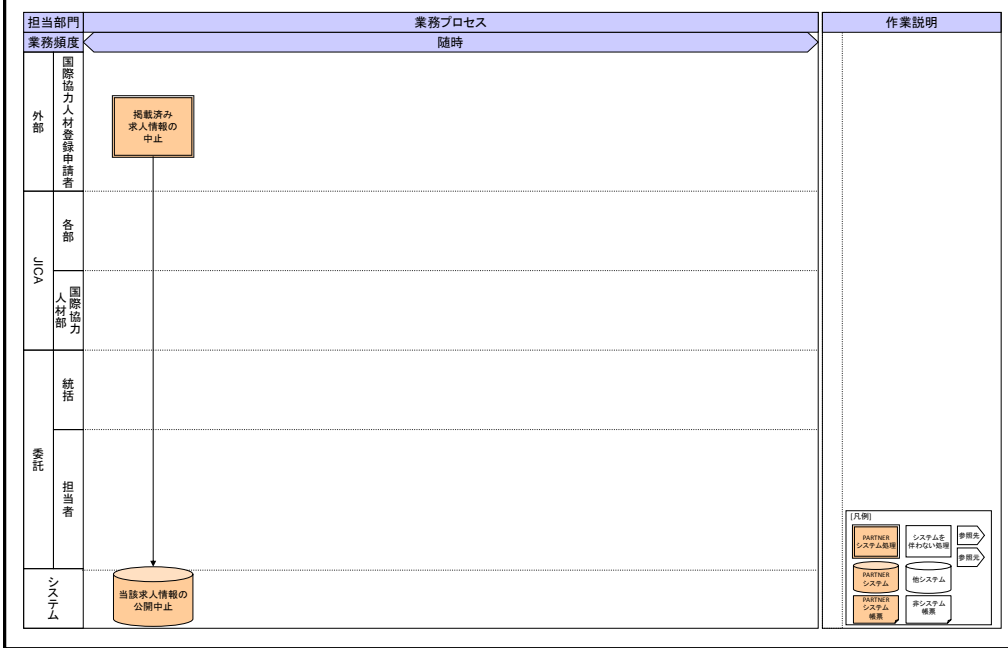 担当部門
業務プロセス
作業説明
業務頻度
随時
外部
国際協力人材登録申請者
掲載済み
求人情報の
中止
JICA
各部
国際協力
人材部
委託
統括
担当者
システム
当該求人情報の
公開中止
[凡例]
PARTNER
システム処理
システムを
伴わない処理
参照先
参照元
PARTNER
システム
他システム
PARTNER
システム
帳票
非システム
帳票